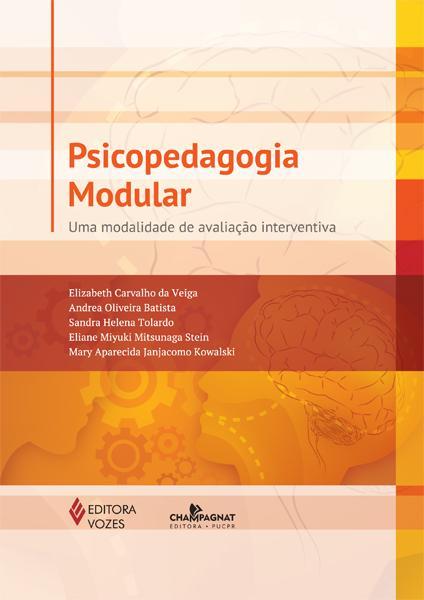 Psicopedagogia
Modular
Uma modalidade de avaliação interventiva
Elizabeth Carvalho da Veiga
Andrea Oliveira Batista
Sandra Helena Tolardo
Eliane Miyuki Mitsunaga Stein
Mary Aparecida Janjacomo Kowalski
EDITORA
VOZES
CHAMPAGNAT
EDITORA • PUCPR